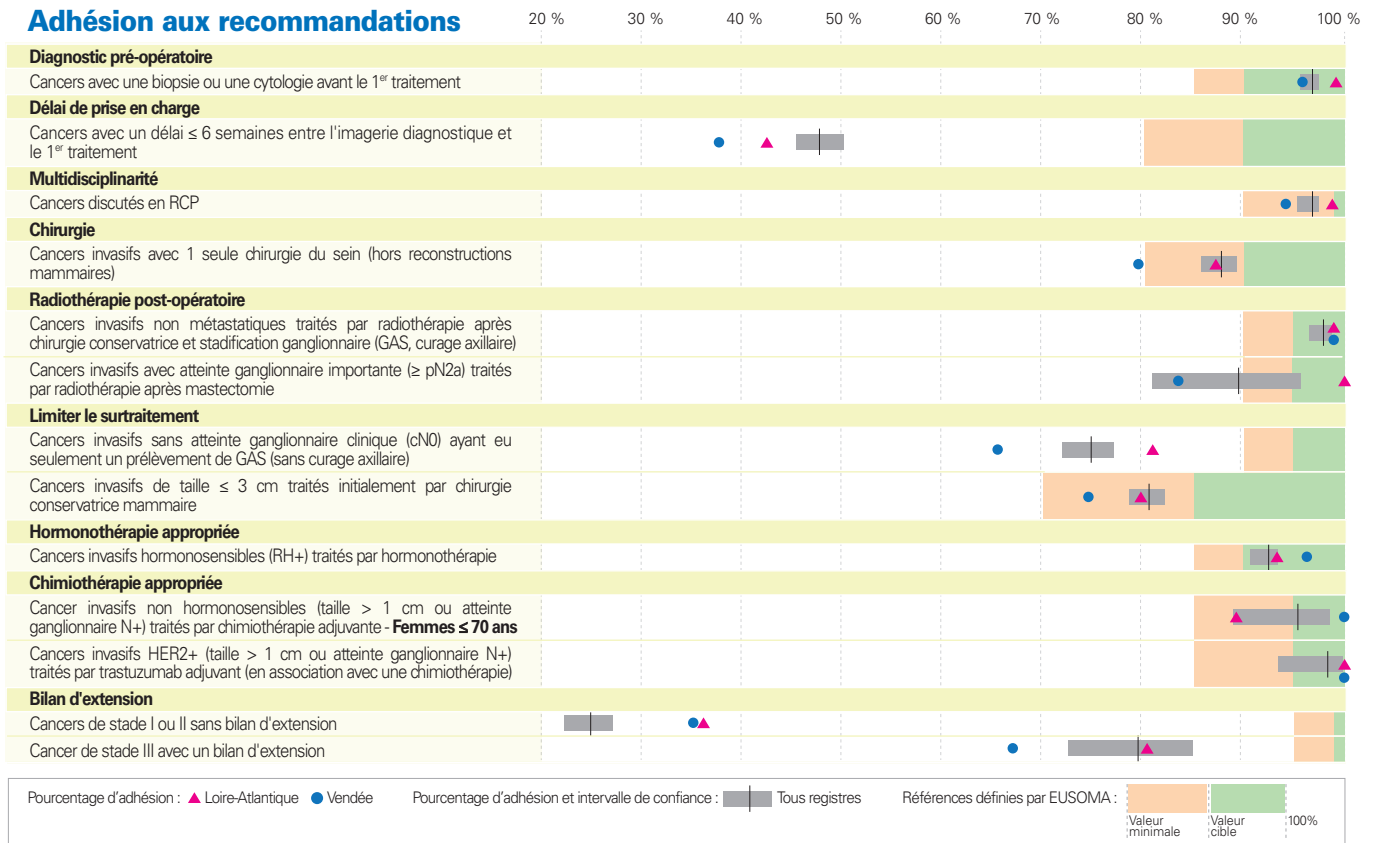 Adhésion aux recommandations
20 % 30 % 40 % 50 % 60 % 70 % 80 % 90 % 100 %
Diagnostic pré-opératoire
Cancers avec une biopsie ou une cytologie avant le 1er traitement
Délai de prise en charge
Cancers avec un délai ≤ 6 semaines entre l'imagerie diagnostique et
le 1er traitement
Multidisciplinarité
Cancers discutés en RCP
Chirurgie
Cancers invasifs avec 1 seule chirurgie du sein (hors reconstructions
mammaires)
Radiothérapie post-opératoire
Cancers invasifs non métastatiques traités par radiothérapie après
chirurgie conservatrice et stadification ganglionnaire (GAS, curage axillaire)
Cancers invasifs avec atteinte ganglionnaire importante (≥ pN2a) traités
par radiothérapie après mastectomie
Limiter le surtraitement
Cancers invasifs sans atteinte ganglionnaire clinique (cN0) ayant eu
seulement un prélèvement de GAS (sans curage axillaire)
Cancers invasifs de taille ≤ 3 cm traités initialement par chirurgie
conservatrice mammaire
Hormonothérapie appropriée
Cancers invasifs hormonosensibles (RH+) traités par hormonothérapie
Chimiothérapie appropriée
Cancer invasifs non hormonosensibles (taille > 1 cm ou atteinte
ganglionnaire N+) traités par chimiothérapie adjuvante - Femmes ≤ 70 ans
Cancers invasifs HER2+ (taille > 1 cm ou atteinte ganglionnaire N+)
traités par trastuzumab adjuvant (en association avec une chimiothérapie)
Bilan d'extension
Cancers de stade I ou II sans bilan d'extension
Cancer de stade III avec un bilan d'extension
Pourcentage d'adhésion : Loire-Atlantique Vendée Pourcentage d'adhésion et intervalle de confiance : Tous registres Références définies par EUSOMA :
Valeur minimale Valeur cible 100%